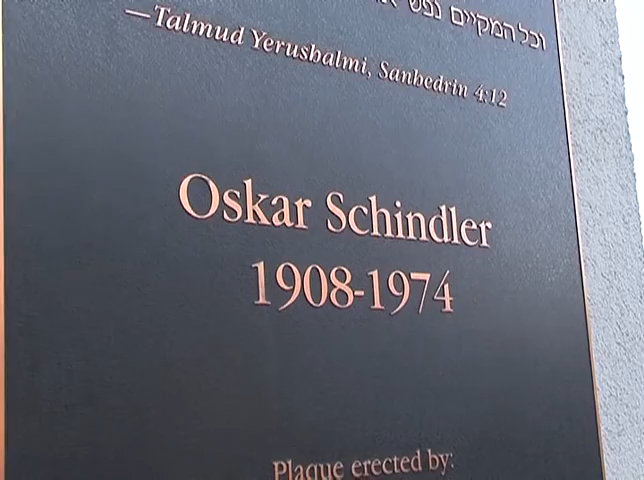 וכל המקיים נפש
—Talmud Yerushalmi, Sanhedrin 4:12
Oskar Schindler
1908-1974
Plaque erected by: